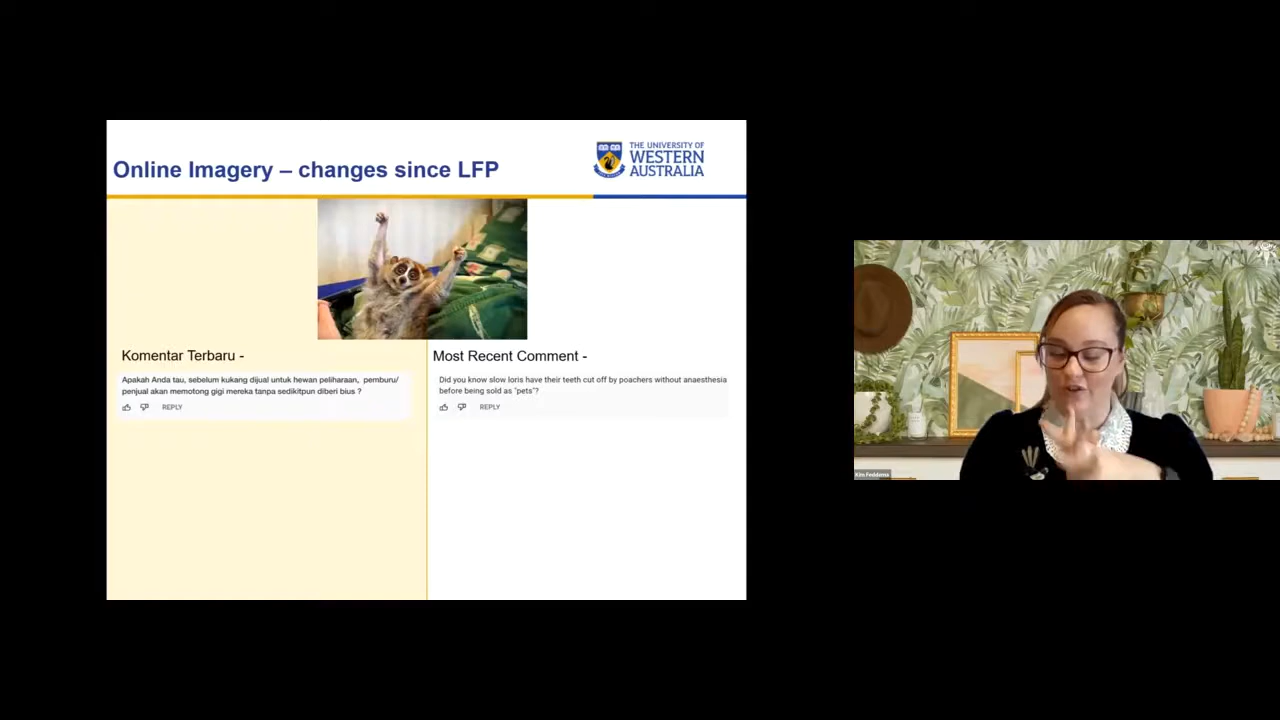 Online Imagery – changes since LFP
THE UNIVERSITY OF
WESTERN
AUSTRALIA
Komentar Terbaru -
Apakah Anda tau, sebelum kukang dijual untuk hewan peliharaan, pemburu/
penjual akan memotong gigi mereka tanpa sedikitpun diberi bius ?
REPLY
Most Recent Comment -
Did you know slow loris have their teeth cut off by poachers without anaesthesia
before being sold as "pets"?
REPLY
Kim Feddema